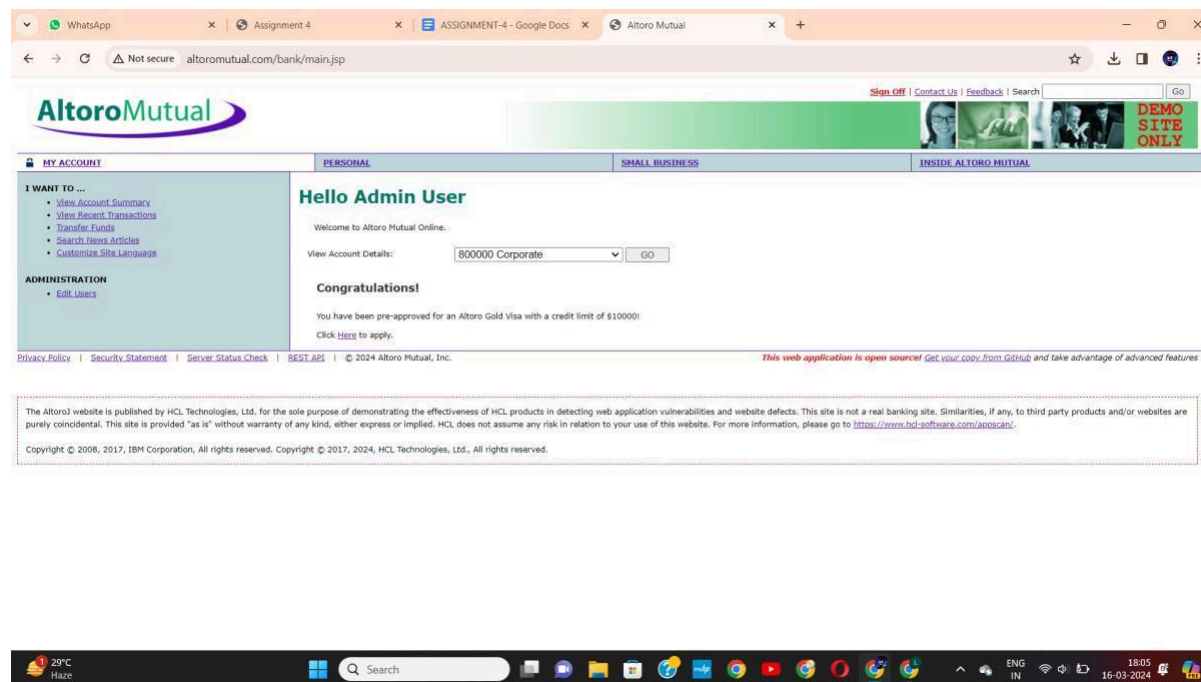 WhatsApp
Assignment 4
ASSIGNMENT-4 - Google Docs
Altoro Mutual
Not secure altoromutual.com/bank/main.jsp
Sign Off | Contact Us | Feedback | Search Go
AltoroMutual
DEMO
SITE
ONLY
MY ACCOUNT PERSONAL SMALL BUSINESS INSIDE ALTORO MUTUAL
I WANT TO ...
• View Account Summary
• View Recent Transactions
• Transfer Funds
• Search News Articles
• Customize Site Language
ADMINISTRATION
• Edit Users
Hello Admin User
Welcome to Altoro Mutual Online.
View Account Details: 800000 Corporate GO
Congratulations!
You have been pre-approved for an Altoro Gold Visa with a credit limit of $10000!
Click Here to apply.
Privacy Policy | Security Statement | Server Status Check | REST API | © 2024 Altoro Mutual, Inc. This web application is open source! Get your copy from GitHub and take advantage of advanced features
The AltoroJ website is published by HCL Technologies, Ltd. for the sole purpose of demonstrating the effectiveness of HCL products in detecting web application vulnerabilities and website defects. This site is not a real banking site. Similarities, if any, to third party products and/or websites are
purely coincidental. This site is provided "as is" without warranty of any kind, either express or implied. HCL does not assume any risk in relation to your use of this website. For more information, please go to https://www.hcl-software.com/appscan/.
Copyright © 2008, 2017, IBM Corporation, All rights reserved. Copyright © 2017, 2024, HCL Technologies, Ltd., All rights reserved.
1
29°C
Haze
Search
ENG
IN
18:05
16-03-2024